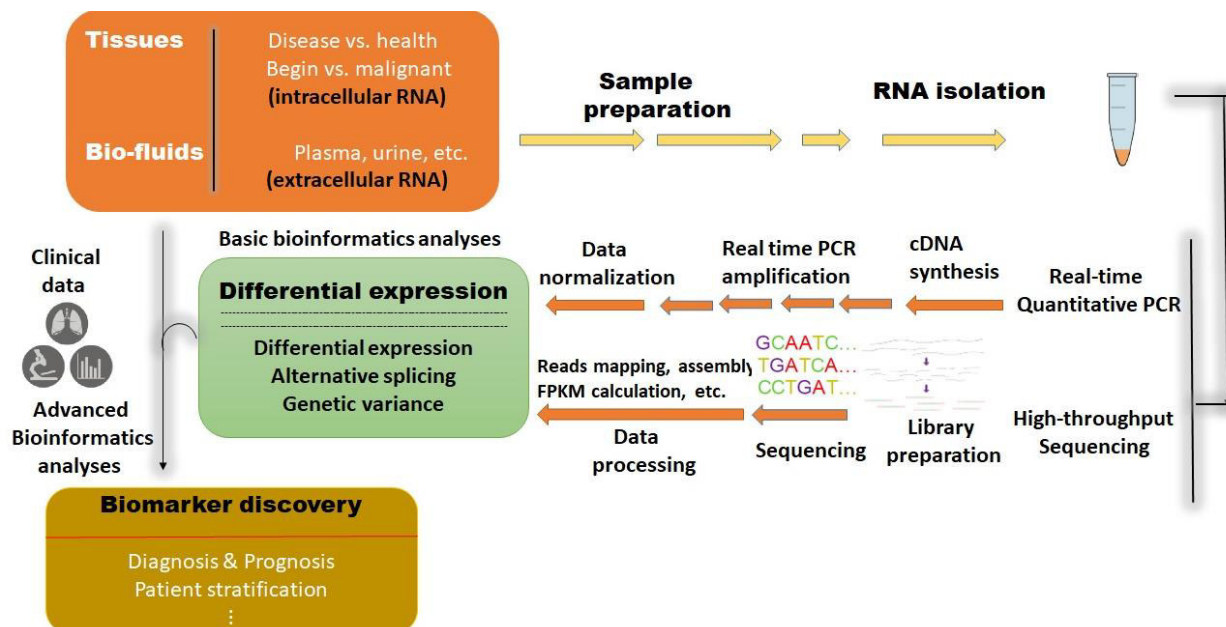 Tissues
Disease vs. health
Begin vs. malignant
(intracellular RNA)
Bio-fluids
Plasma, urine, etc.
(extracellular RNA)
Sample
preparation
RNA isolation
Clinical
data
Advanced
Bioinformatics
analyses
Basic bioinformatics analyses
Differential expression
Differential expression
Alternative splicing
Genetic variance
Data
normalization
Real time PCR
amplification
cDNA
synthesis
Real-time
Quantitative PCR
Reads mapping, assembly
FPKM calculation, etc.
Data
processing
GCAATC...
TGATCA...
CCTGAT...
Sequencing
Library
preparation
High-throughput
Sequencing
Biomarker discovery
Diagnosis & Prognosis
Patient stratification
⋮